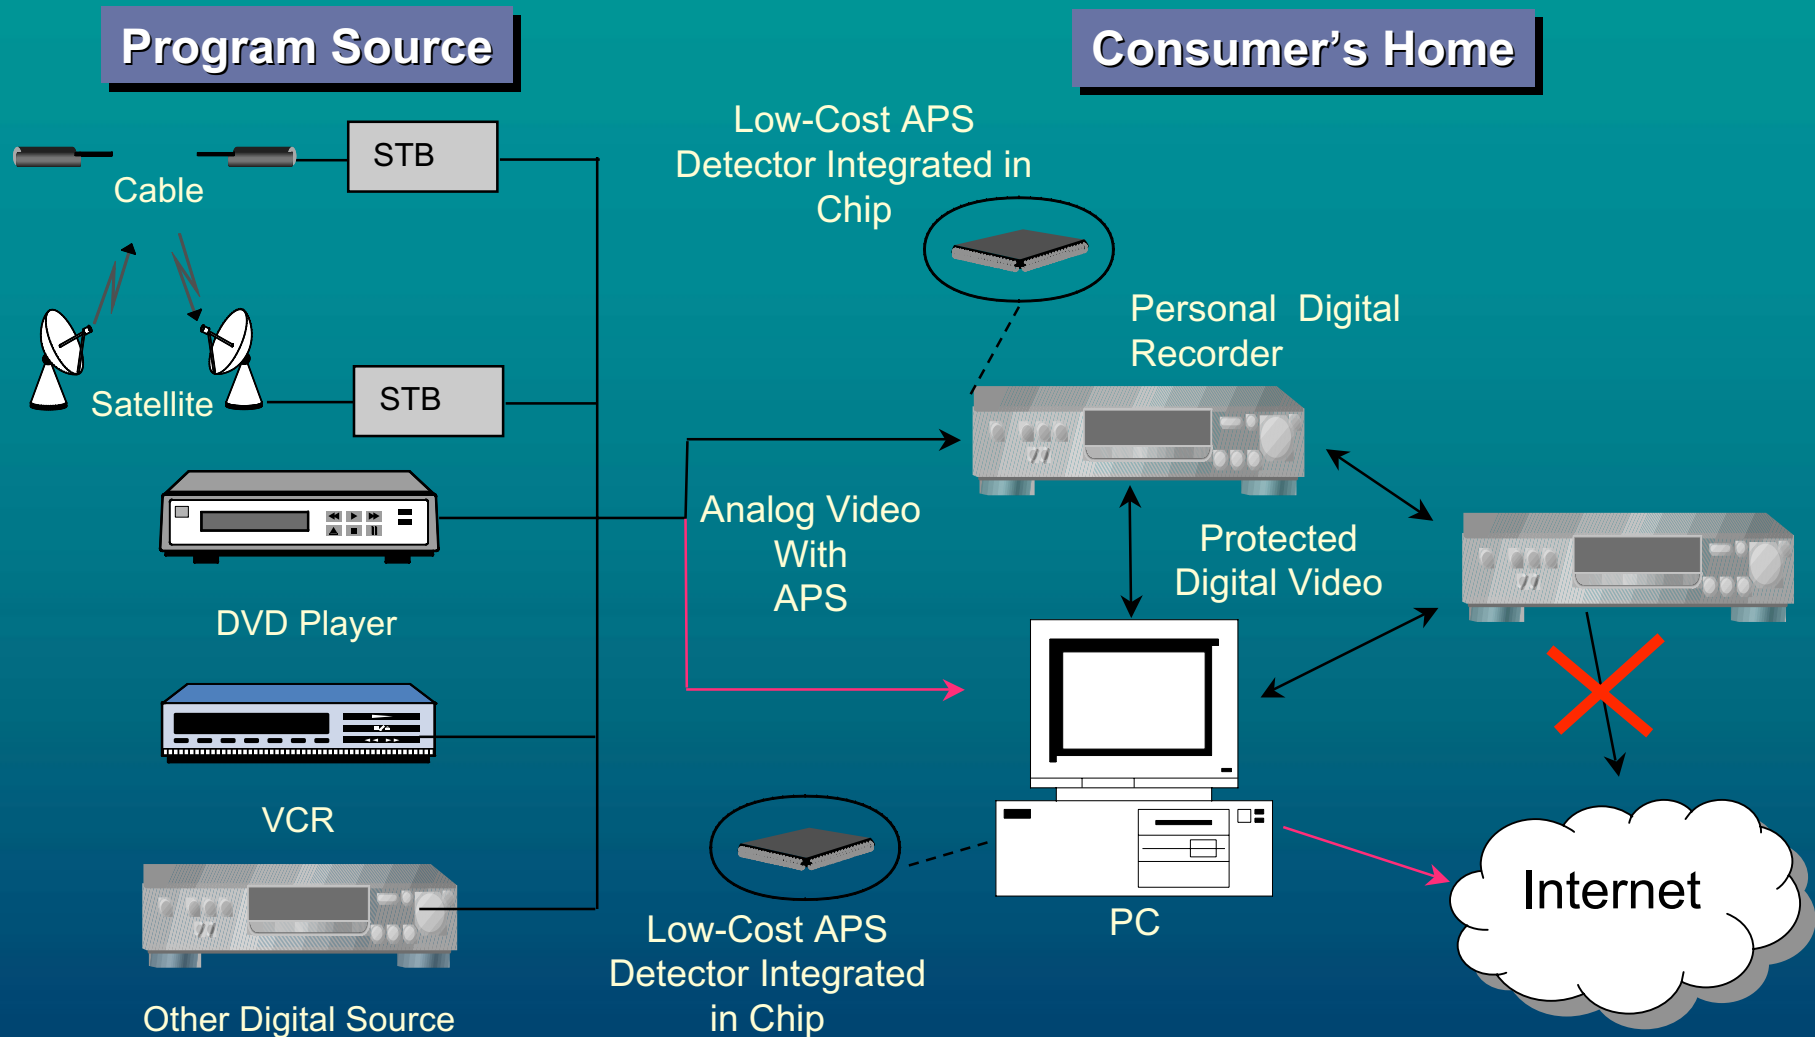 Program Source
Consumer's Home
Low-Cost APS
Detector Integrated in
Chip
STB
Cable
Personal Digital
Recorder
Satellite
STB
Analog Video
With
APS
Protected
Digital Video
DVD Player
VCR
Internet
PC
Low-Cost APS
Detector Integrated
in Chip
Other Digital Source